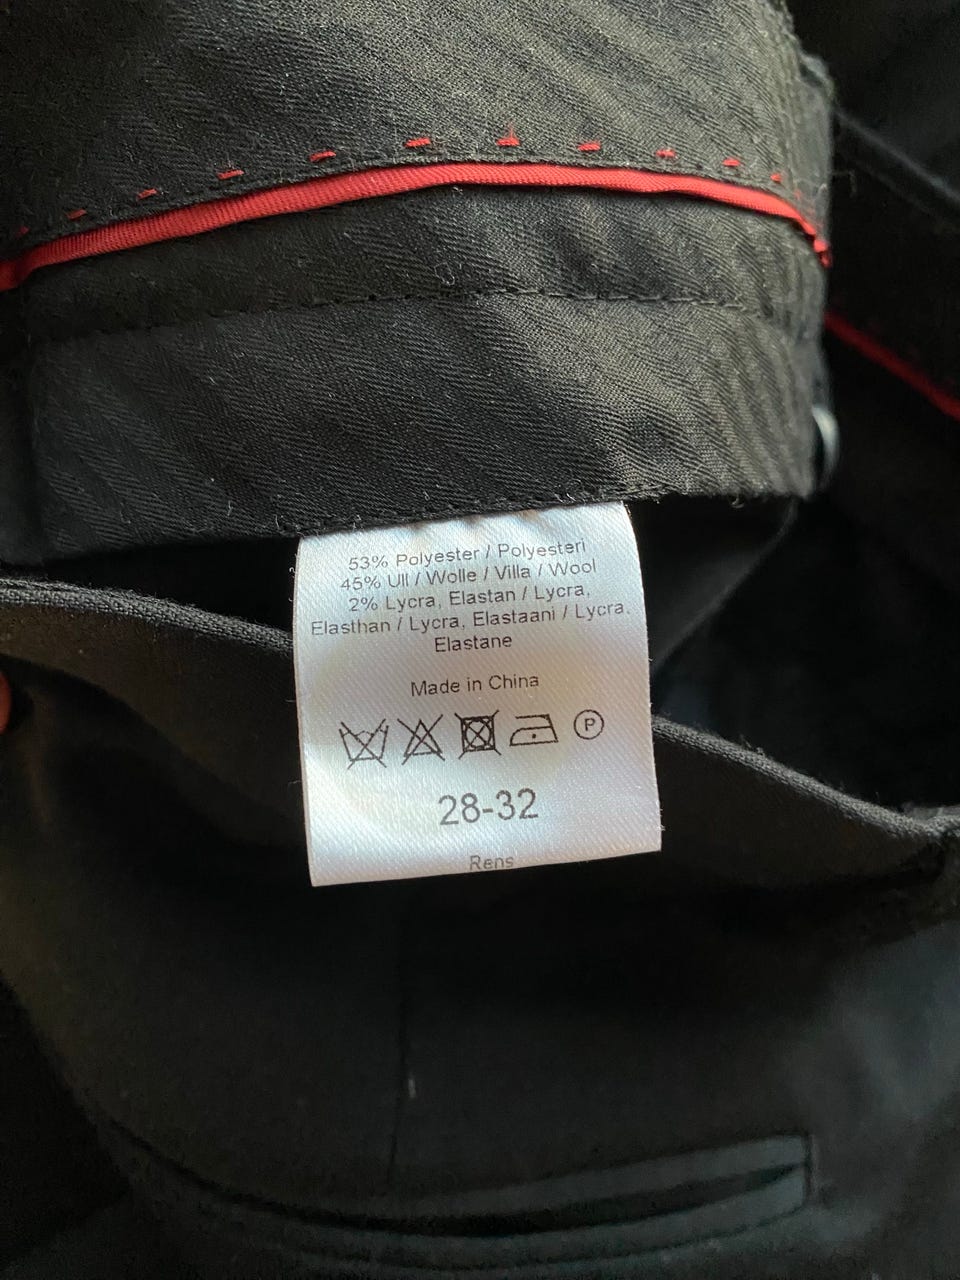 53% Polyester / Polyesteri
45% Ull / Wolle / Villa / Wool
2% Lycra, Elastan / Lycra,
Elasthan / Lycra, Elastaani / Lycra.
Elastane
Made in China
P
28-32
Rens